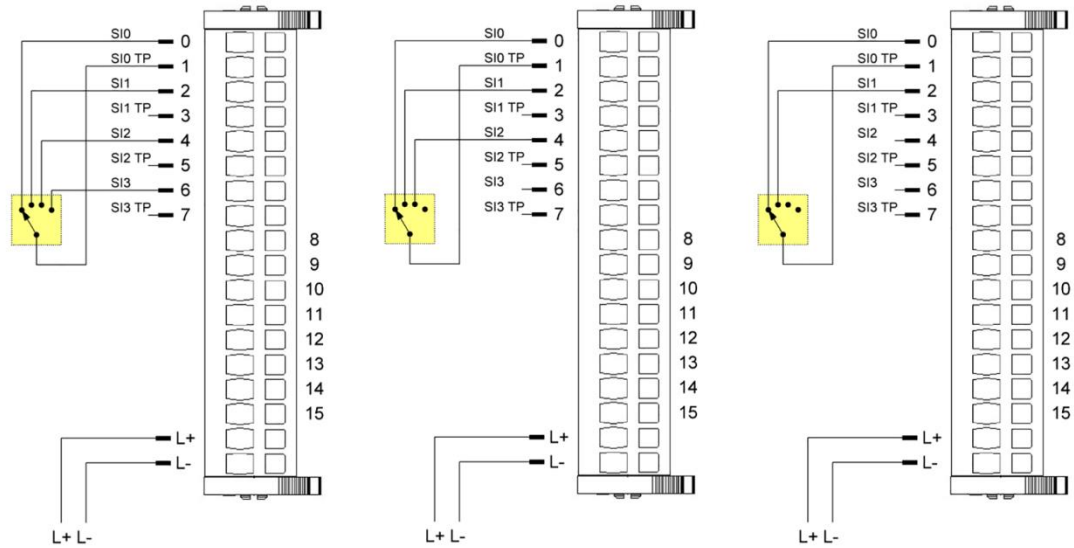 SI0 0
SI0 TP 1
SI1 2
SI1 TP 3
SI2 4
SI2 TP 5
SI3 6
SI3 TP 7
8
9
10
11
12
13
14
15
L+
L-
L+ L-
SI0 0
SI0 TP 1
SI1 2
SI1 TP 3
SI2 4
SI2 TP 5
SI3 6
SI3 TP 7
8
9
10
11
12
13
14
15
L+
L-
L+ L-
SI0 0
SI0 TP 1
SI1 2
SI1 TP 3
SI2 4
SI2 TP 5
SI3 6
SI3 TP 7
8
9
10
11
12
13
14
15
L+
L-
L+ L-